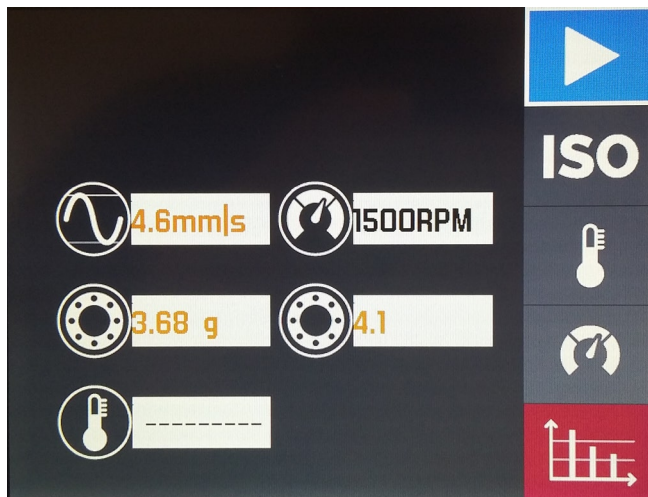 ISO
4.6mm/s
1500RPM
3.68 g
4.1
---------